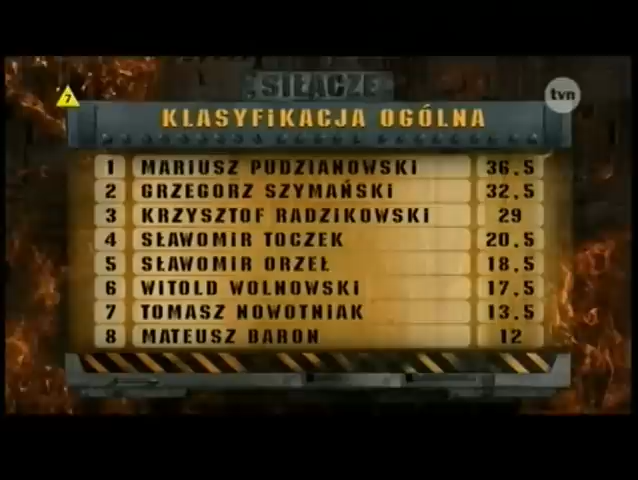 SIŁACZE
7
tvn
KLASYFiKACJA OGÓLNA
1 MARIUSZ PUDZIANOWSKi 36,5
2 GRZEGORZ SZYMAŃSKi 32,5
3 KRZYSZTOF RADZIKOWSKi 29
4 SŁAWOMiR TOCZEK 20,5
5 SŁAWOMiR ORZEŁ 18,5
6 WITOLD WOLNOWSKi 17,5
7 TOMASZ NOWOTNIAK 13,5
8 MATEUSZ BARON 12